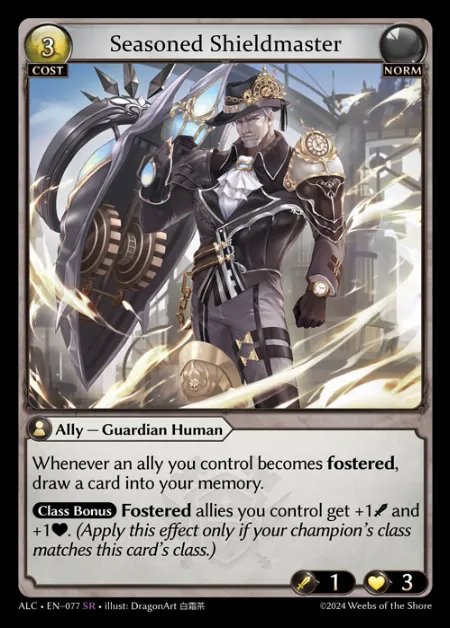 3
Seasoned Shieldmaster
COST
NORM
Ally — Guardian Human
Whenever an ally you control becomes fostered,
draw a card into your memory.
Class Bonus Fostered allies you control get +1 and
+1. (Apply this effect only if your champion's class
matches this card's class.)
1
3
ALC • EN-077 SR • illust: DragonArt 白霜茶
©2024 Weebs of the Shore